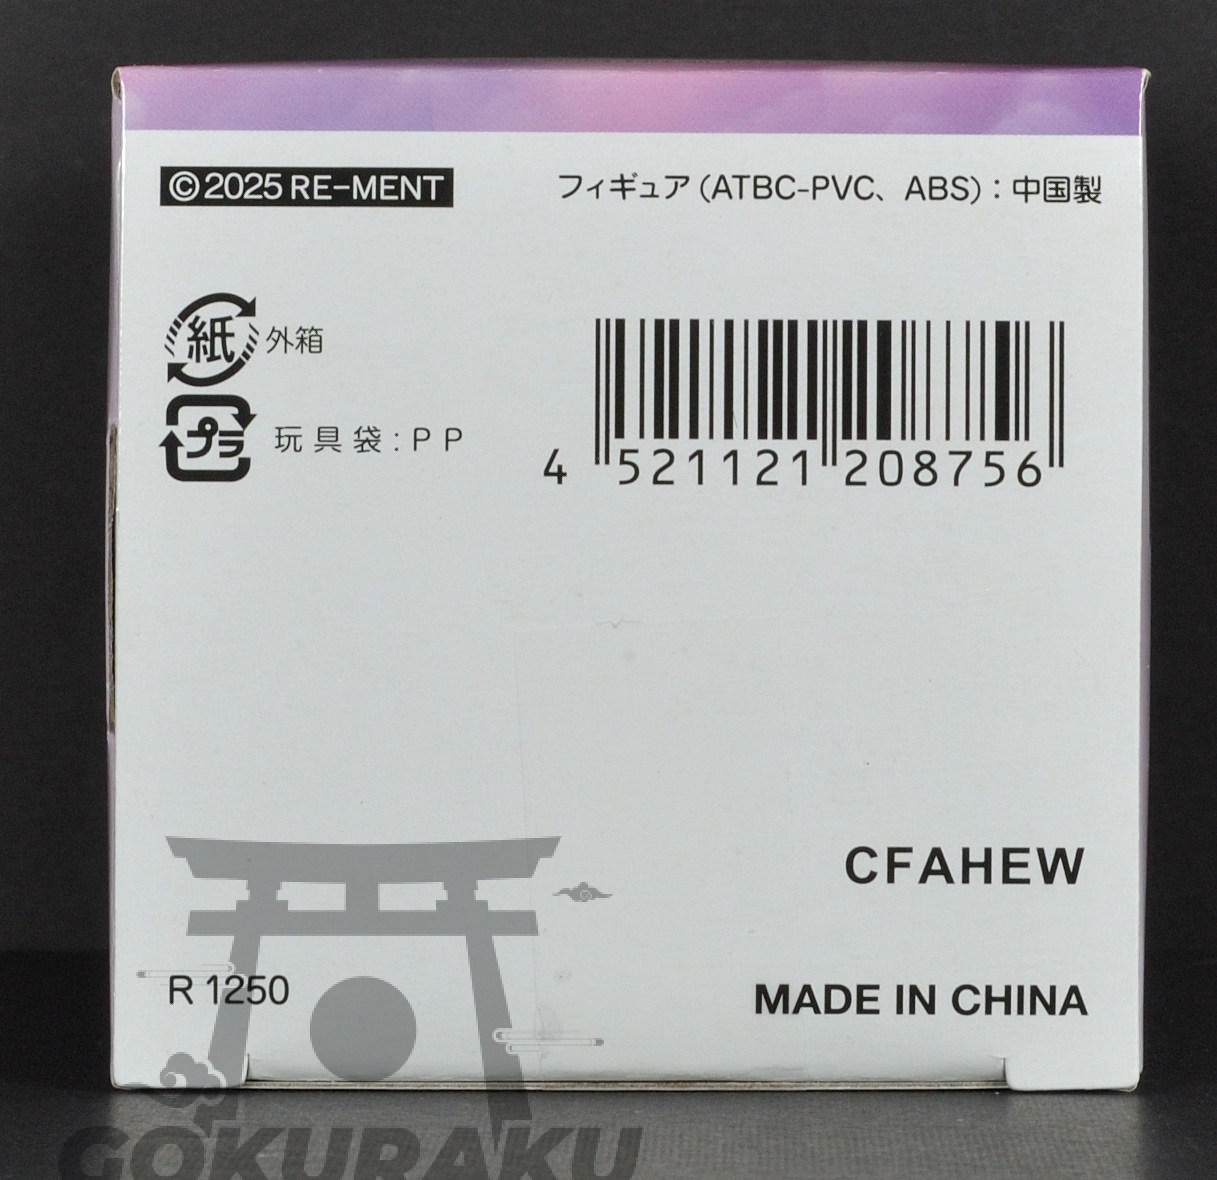 ©2025 RE-MENT
フィギュア(ATBC-PVC、ABS):中国製
紙 外箱
プラ 玩具袋:PP
4 521121 208756
CFAHEW
R 1250
MADE IN CHINA
GOKURAKU